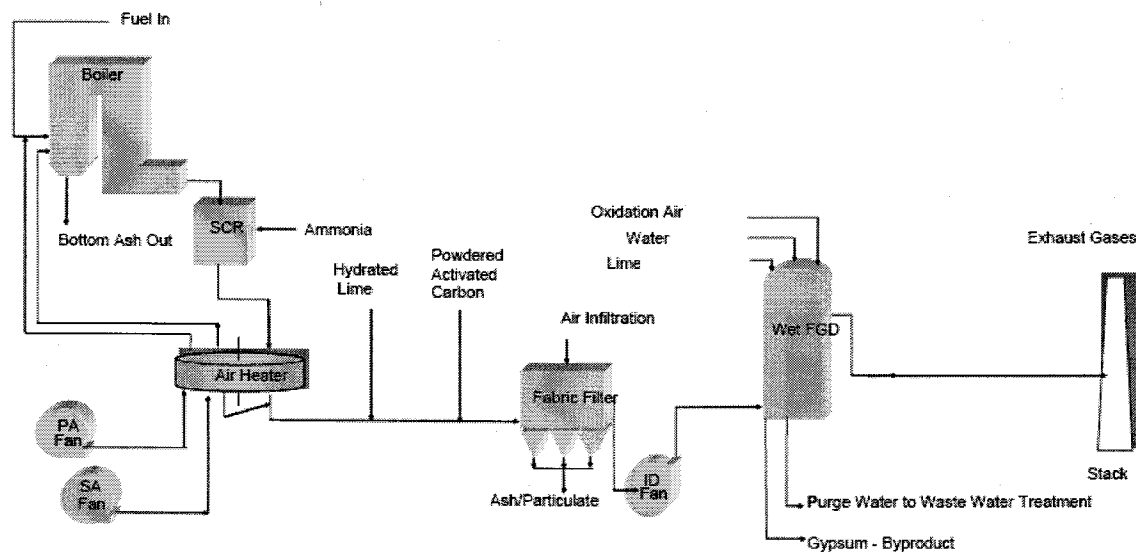 Fuel In
Boiler
Bottom Ash Out
SCR
Ammonia
Hydrated
Lime
Powdered
Activated
Carbon
Air Heater
PA
Fan
SA
Fan
Air Infiltration
Fabric Filter
Ash/Particulate
ID
Fan
Oxidation Air
Water
Lime
Wet FGD
Exhaust Gases
Stack
Purge Water to Waste Water Treatment
Gypsum - Byproduct